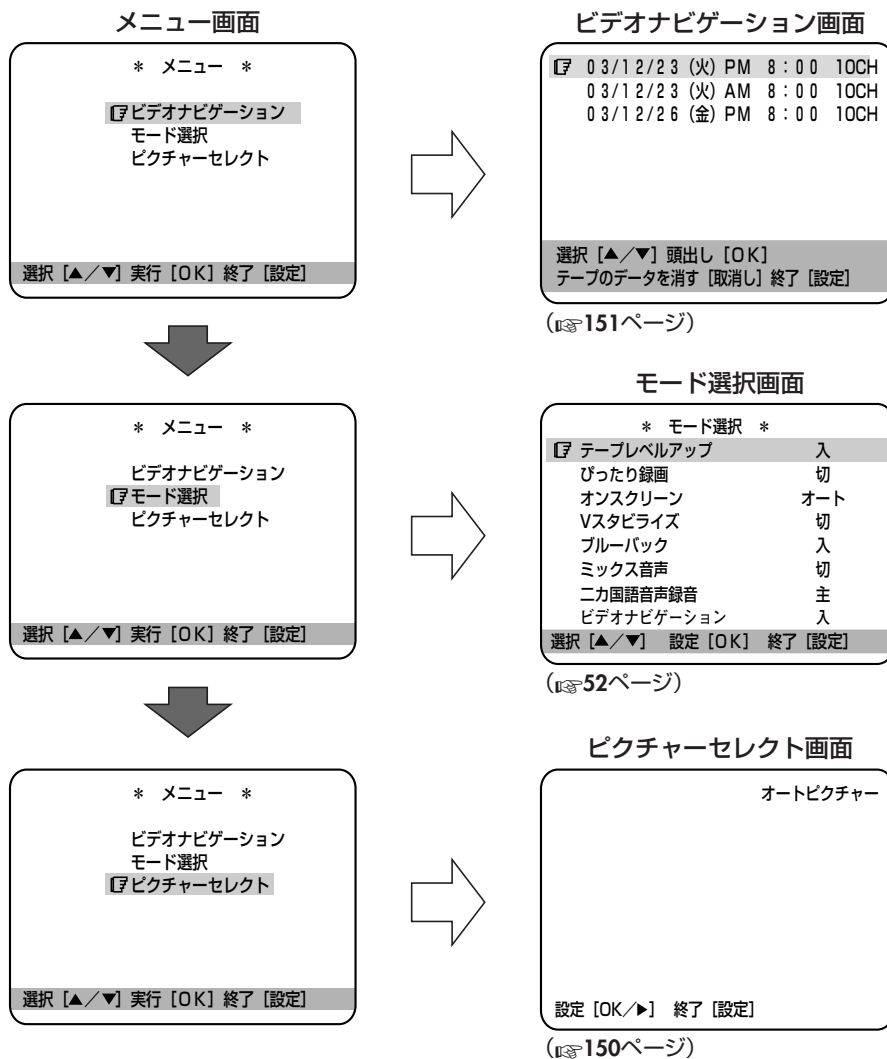 メニュー画面
＊ メニュー ＊
ビデオナビゲーション
モード選択
ピクチャーセレクト
選択［▲／▼］実行［OK］終了［設定］
ビデオナビゲーション画面
03/12/23（火）PM 8：00 10CH
03/12/23（火）AM 8：00 10CH
03/12/26（金）PM 8：00 10CH
選択［▲／▼］頭出し［OK］
テープのデータを消す［取消し］終了［設定］
（☞151ページ）
＊ メニュー ＊
ビデオナビゲーション
モード選択
ピクチャーセレクト
選択［▲／▼］実行［OK］終了［設定］
モード選択画面
＊ モード選択 ＊
テープレベルアップ 入
ぴったり録画 切
オンスクリーン オート
Vスタビライズ 切
ブルーバック 入
ミックス音声 切
二カ国語音声録音 主
ビデオナビゲーション 入
選択［▲／▼］ 設定［OK］ 終了［設定］
（☞52ページ）
＊ メニュー ＊
ビデオナビゲーション
モード選択
ピクチャーセレクト
選択［▲／▼］実行［OK］終了［設定］
ピクチャーセレクト画面
オートピクチャー
設定［OK／▶］ 終了［設定］
（☞150ページ）